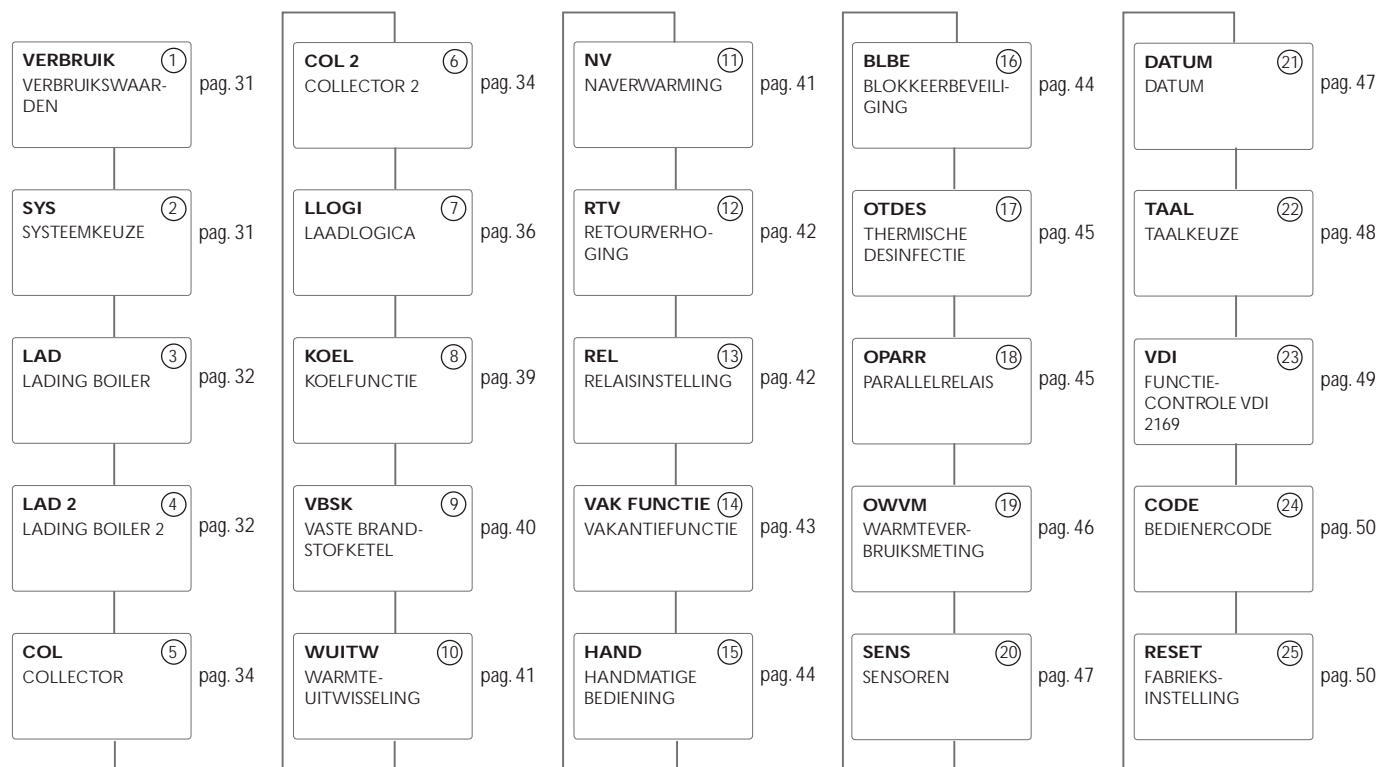 VERBRUIK 1
VERBRUIKSWAAR-
DEN
pag. 31
SYS 2
SYSTEEMKEUZE
pag. 31
LAD 3
LADING BOILER
pag. 32
LAD 2 4
LADING BOILER 2
pag. 32
COL 5
COLLECTOR
pag. 34
COL 2 6
COLLECTOR 2
pag. 34
LLOGI 7
LAADLOGICA
pag. 36
KOEL 8
KOELFUNCTIE
pag. 39
VBSK 9
VASTE BRAND-
STOFKETEL
pag. 40
WUITW 10
WARMTE-
UITWISSELING
pag. 41
NV 11
NAVERWARMING
pag. 41
RTV 12
RETOURVERHO-
GING
pag. 42
REL 13
RELAISINSTELLING
pag. 42
VAK FUNCTIE 14
VAKANTIEFUNCTIE
pag. 43
HAND 15
HANDMATIGE
BEDIENING
pag. 44
BLBE 16
BLOKKEERBEVEILI-
GING
pag. 44
OTDES 17
THERMISCHE
DESINFECTIE
pag. 45
OPARR 18
PARALLELRELAIS
pag. 45
OWVM 19
WARMTEVER-
BRUIKSMETING
pag. 46
SENS 20
SENSOREN
pag. 47
DATUM 21
DATUM
pag. 47
TAAL 22
TAALKEUZE
pag. 48
VDI 23
FUNCTIE-
CONTROLE VDI
2169
pag. 49
CODE 24
BEDIENERCODE
pag. 50
RESET 25
FABRIEKS-
INSTELLING
pag. 50